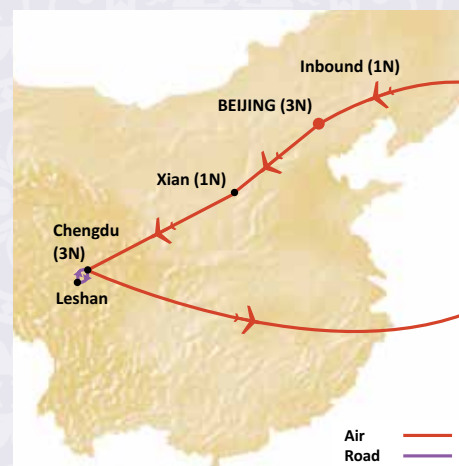 Inbound (1N)
BEIJING (3N)
Xian (1N)
Chengdu
(3N)
Leshan
Air
Road